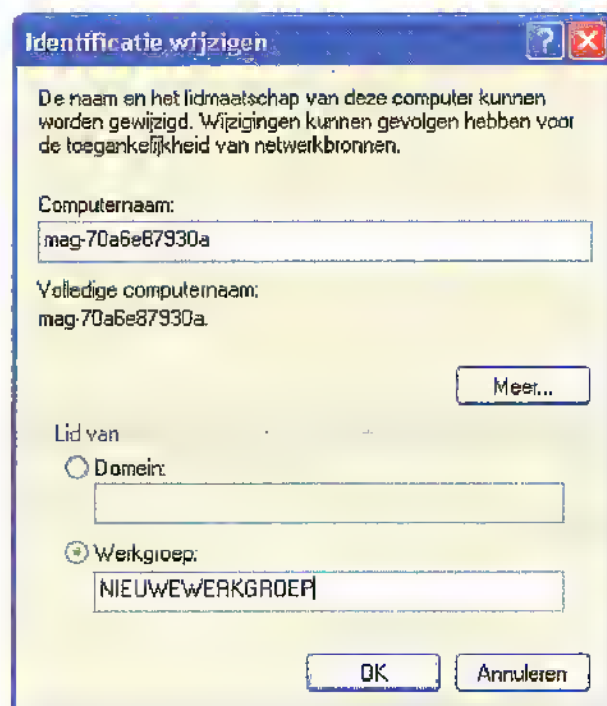 Identificatie wijzigen
De naam en het lidmaatschap van deze computer kunnen
worden gewijzigd. Wijzigingen kunnen gevolgen hebben voor
de toegankelijkheid van netwerkbronnen.
Computernaam:
mag-70a6e87930a
Volledige computernaam:
mag-70a6e87930a.
Meer...
Lid van
Domein:
Werkgroep:
NIEUWEWERKGROEP
OK
Annuleren